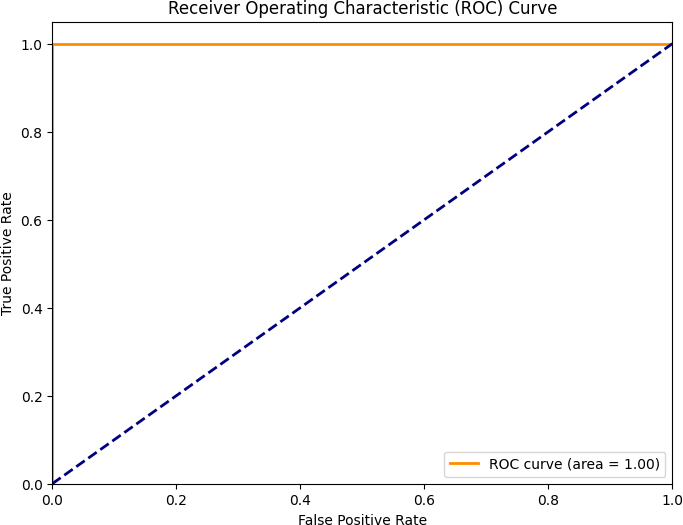 Receiver Operating Characteristic (ROC) Curve
1.0
0.8
0.6
0.4
0.2
0.0
True Positive Rate
0.0 0.2 0.4 0.6 0.8 1.0
False Positive Rate
ROC curve (area = 1.00)